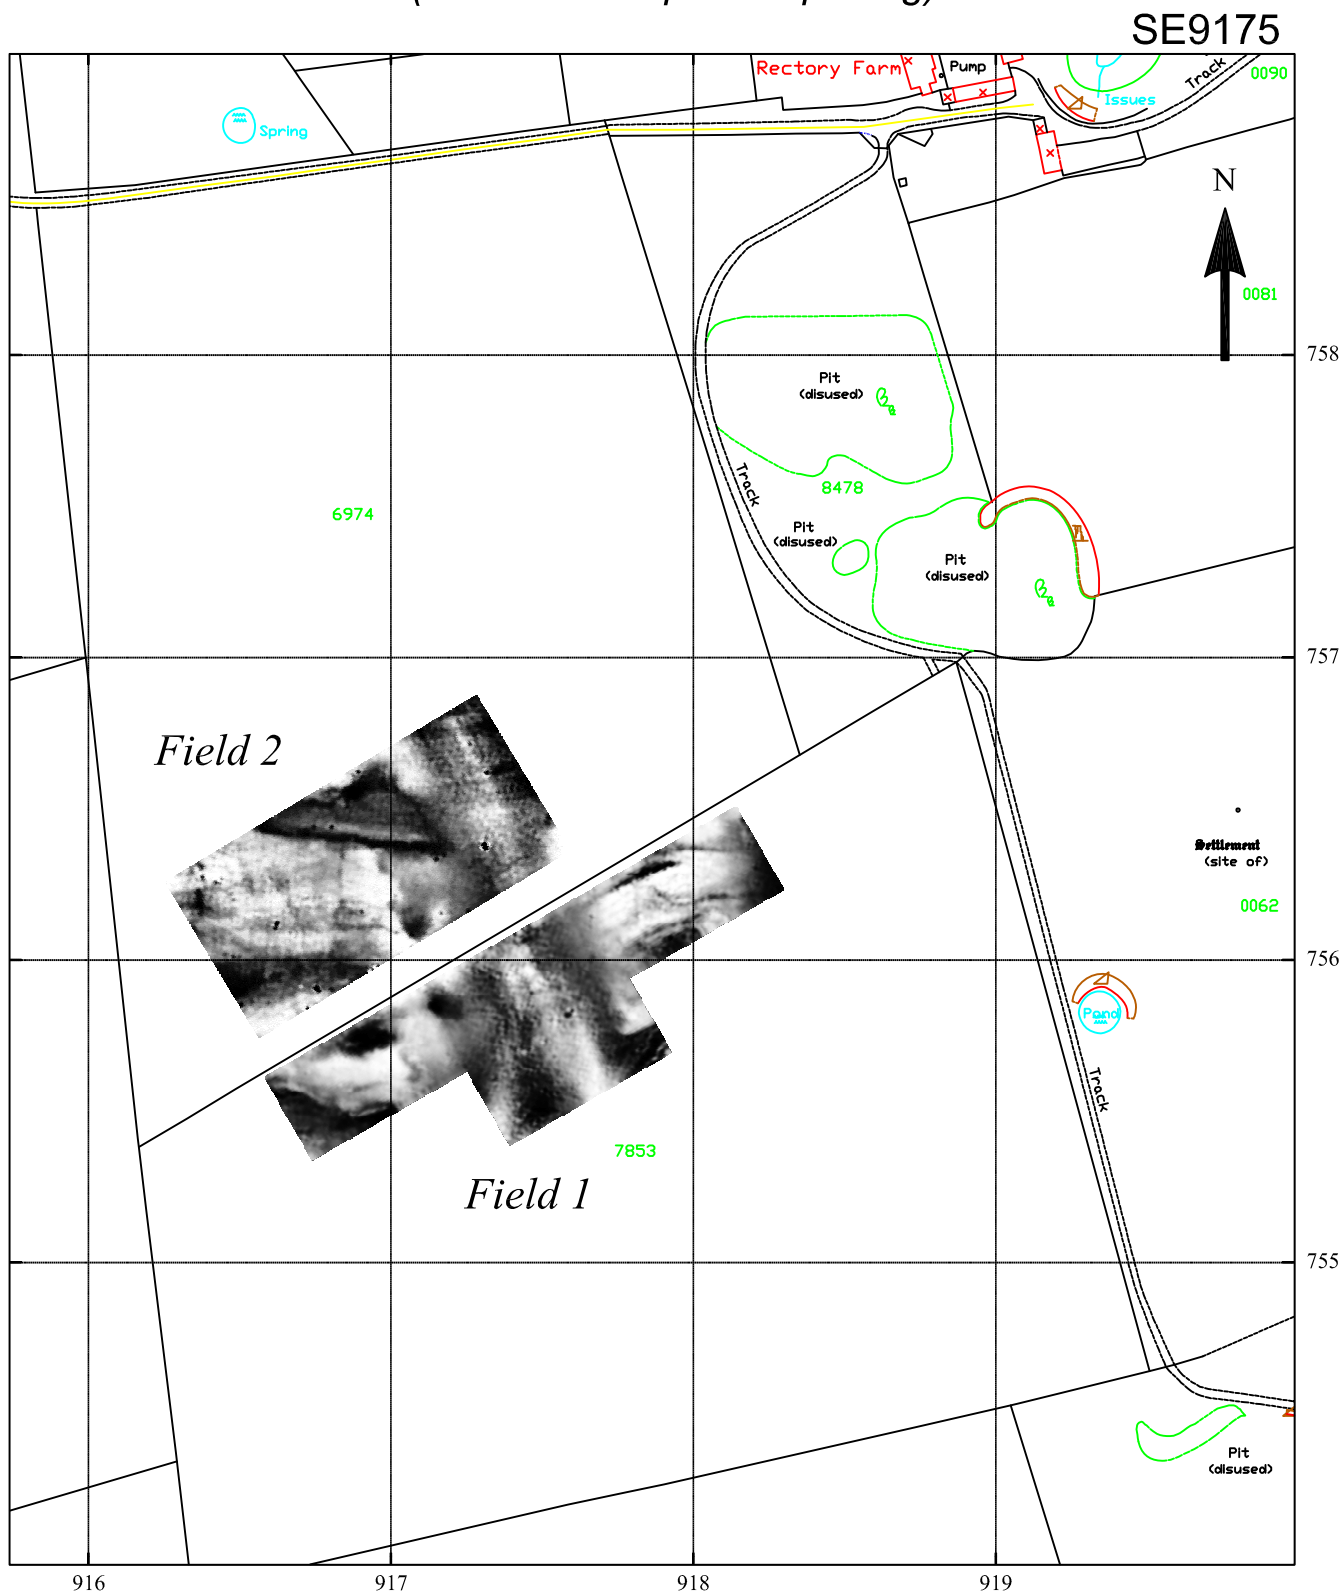 SE9175
Rectory Farm
Pump
Track
0090
Issues
Spring
N
0081
758
Pit
(disused)
Track
8478
6974
Pit
(disused)
Pit
(disused)
757
Field 2
Settlement
(site of)
0062
756
Pond
Track
7853
Field 1
755
Pit
(disused)
916
917
918
919